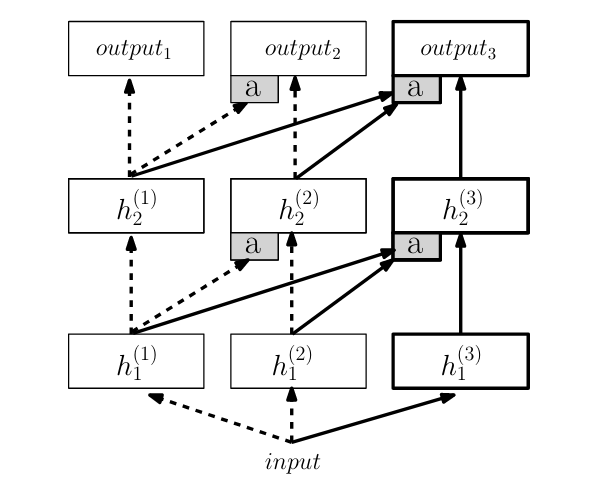 output₁ output₂ output₃
a a
h₂⁽¹⁾ h₂⁽²⁾ h₂⁽³⁾
a a
h₁⁽¹⁾ h₁⁽²⁾ h₁⁽³⁾
input